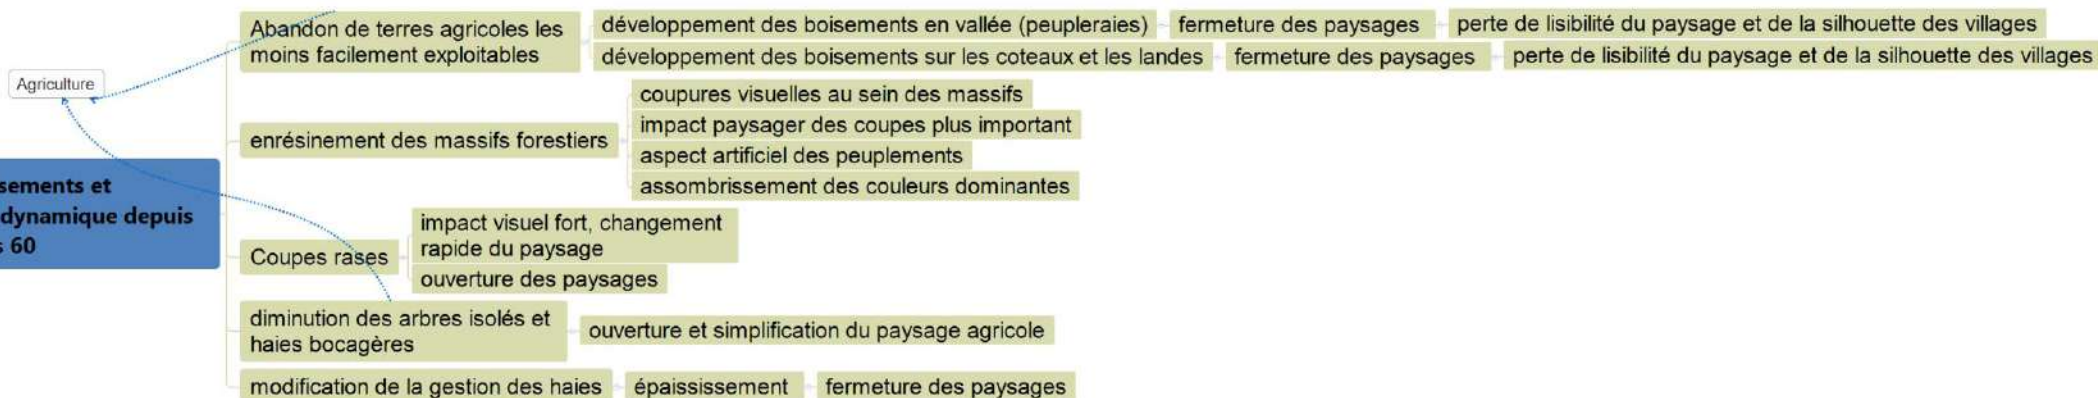 Abandon de terres agricoles les
moins facilement exploitables
développement des boisements en vallée (peupleraies)
fermeture des paysages
perte de lisibilité du paysage et de la silhouette des villages
développement des boisements sur les coteaux et les landes
fermeture des paysages
perte de lisibilité du paysage et de la silhouette des villages
Agriculture
enrésinement des massifs forestiers
coupures visuelles au sein des massifs
impact paysager des coupes plus important
aspect artificiel des peuplements
assombrissement des couleurs dominantes
sements et
dynamique depuis
s 60
Coupes rases
impact visuel fort, changement
rapide du paysage
ouverture des paysages
diminution des arbres isolés et
haies bocagères
ouverture et simplification du paysage agricole
modification de la gestion des haies
épaississement
fermeture des paysages